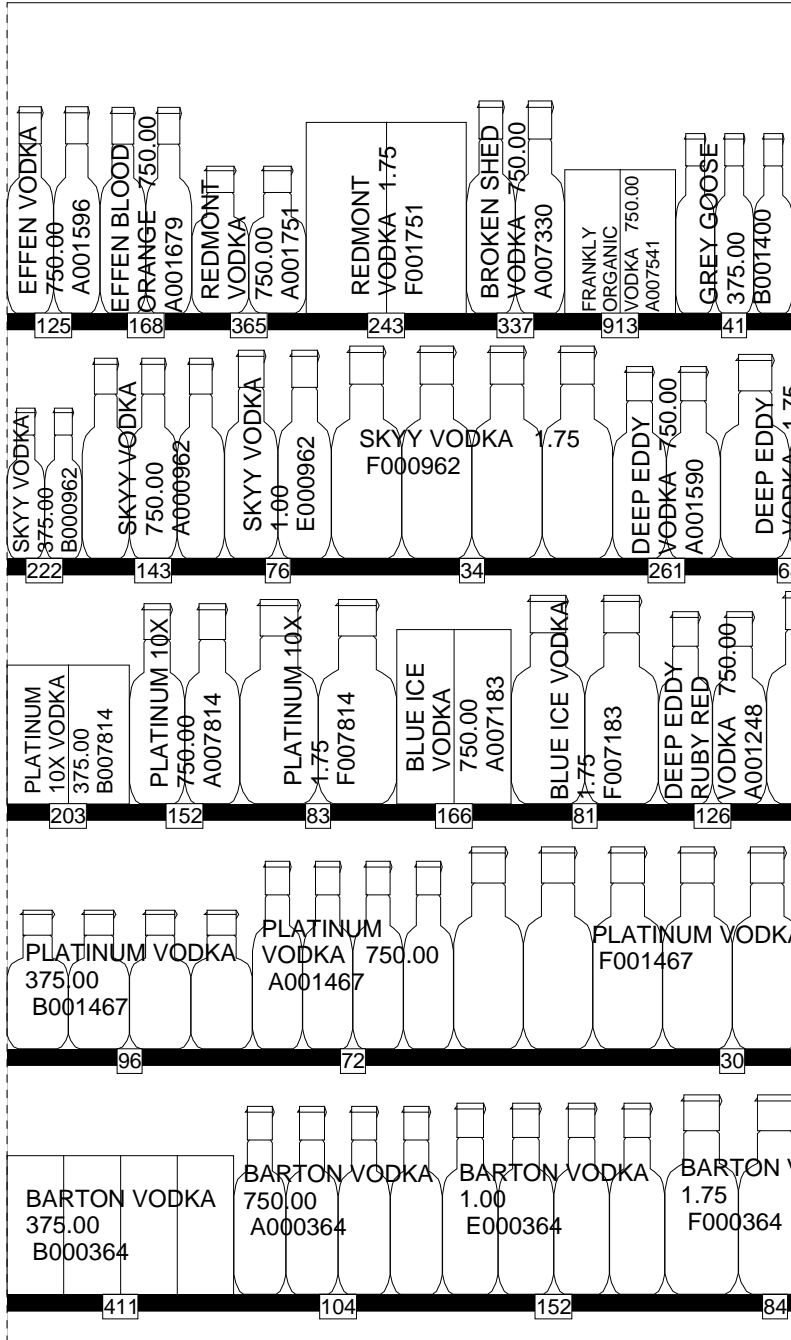 EFFEN VODKA
750.00
A001596
EFFEN BLOOD
ORANGE 750.00
A001679
REDMONT
VODKA
750.00
A001751
REDMONT
VODKA 1.75
F001751
BROKEN SHED
VODKA 750.00
A007330
FRANKLY
ORGANIC
VODKA 750.00
A007541
GREY GOOSE
375.00
B001400
125 168 365 243 337 913 41
SKYY VODKA
375.00
B000962
SKYY VODKA
750.00
A000962
SKYY VODKA
1.00
E000962
SKYY VODKA 1.75
F000962
DEEP EDDY
VODKA 750.00
A001590
DEEP EDDY
VODKA 1.75
222 143 76 34 261
PLATINUM
10X VODKA
375.00
B007814
PLATINUM 10X
750.00
A007814
PLATINUM 10X
1.75
F007814
BLUE ICE
VODKA
750.00
A007183
BLUE ICE VODKA
1.75
F007183
DEEP EDDY
RUBY RED
VODKA 750.00
A001248
203 152 83 166 81 126
PLATINUM VODKA
375.00
B001467
PLATINUM
VODKA 750.00
A001467
PLATINUM VODKA
F001467
96 72 30
BARTON VODKA
375.00
B000364
BARTON VODKA
750.00
A000364
BARTON VODKA
1.00
E000364
BARTON V
1.75
F000364
411 104 152 84